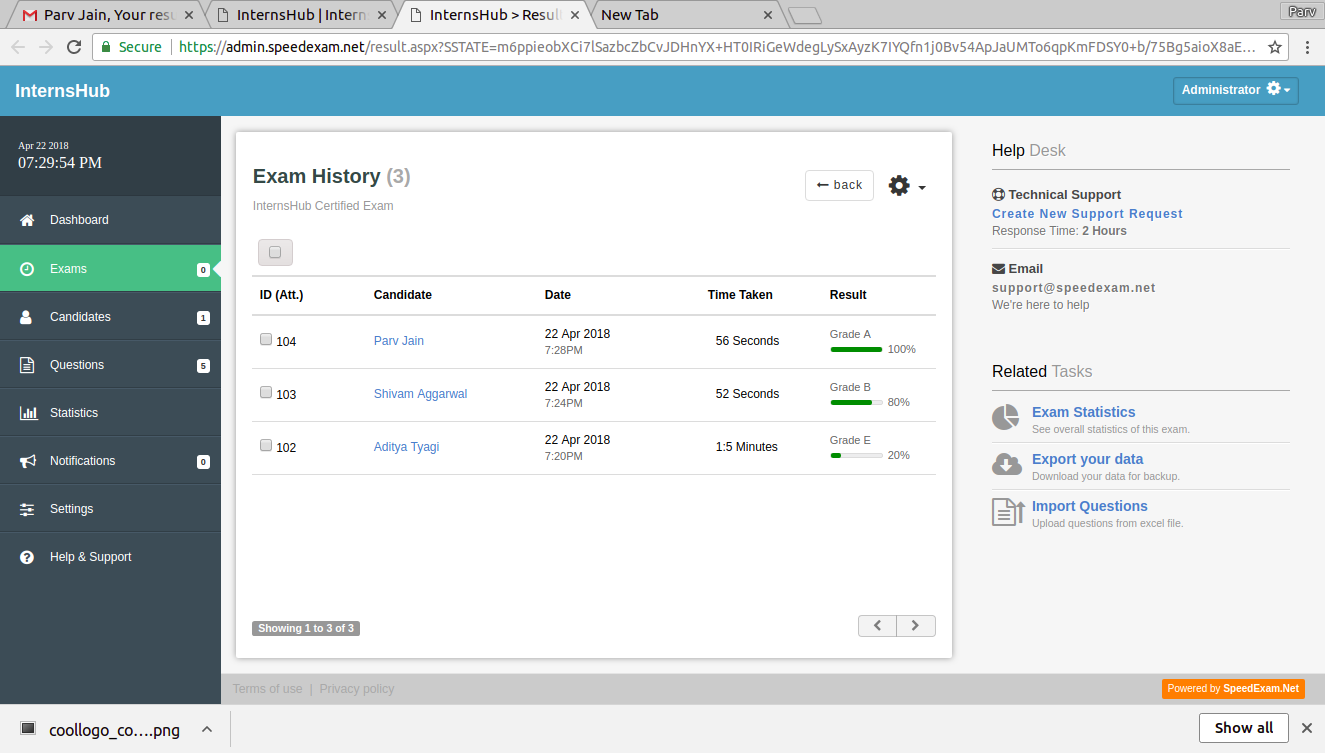 Parv Jain, Your resu
InternsHub | Intern
InternsHub > Resul
New Tab
Parv
Secure
https://admin.speedexam.net/result.aspx?SSTATE=m6ppieobXCi7lSazbcZbCvJDHnYX+HT0IRiGeWdegLySxAyzK7IYQfn1j0Bv54ApJaUMTo6qpKmFDSY0+b/75Bg5aioX8aE...
InternsHub
Administrator
Apr 22 2018
07:29:54 PM
Dashboard
Exams 0
Candidates 1
Questions 5
Statistics
Notifications 0
Settings
Help & Support
Exam History (3)
InternsHub Certified Exam
back
ID (Att.) Candidate Date Time Taken Result
104 Parv Jain 22 Apr 2018 56 Seconds Grade A
7:28PM 100%
103 Shivam Aggarwal 22 Apr 2018 52 Seconds Grade B
7:24PM 80%
102 Aditya Tyagi 22 Apr 2018 1:5 Minutes Grade E
7:20PM 20%
Showing 1 to 3 of 3
Help Desk
Technical Support
Create New Support Request
Response Time: 2 Hours
Email
support@speedexam.net
We're here to help
Related Tasks
Exam Statistics
See overall statistics of this exam.
Export your data
Download your data for backup.
Import Questions
Upload questions from excel file.
Terms of use | Privacy policy
Powered by SpeedExam.Net
coollogo_co....png
Show all